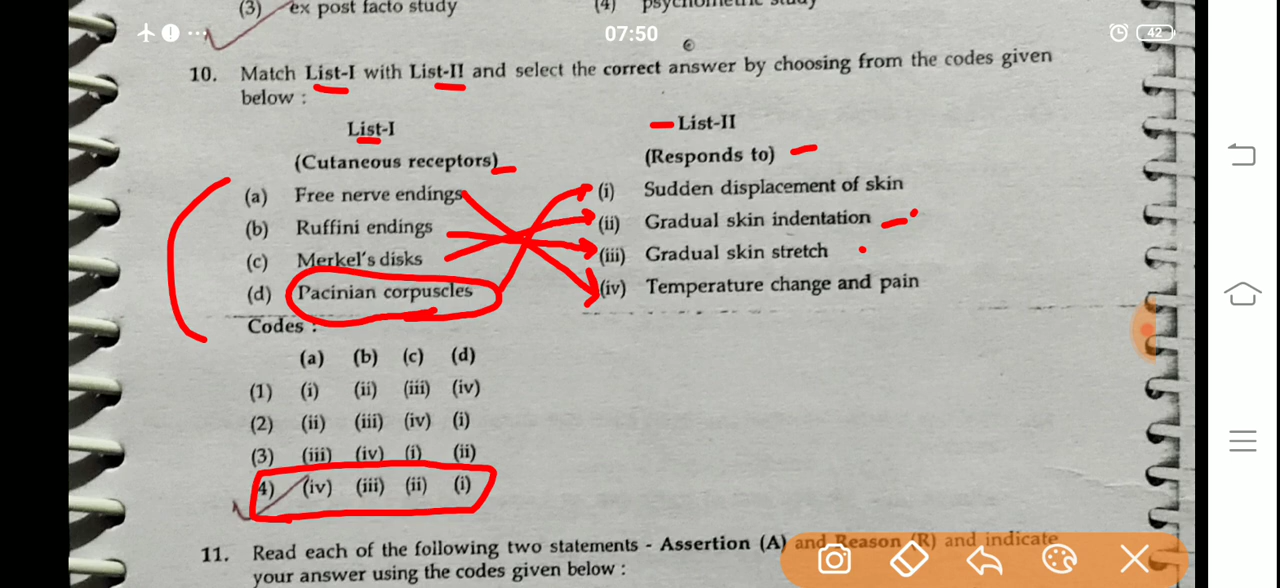 (3) ex post facto study
(4) psychometric study
07:50
42
10. Match List-I with List-II and select the correct answer by choosing from the codes given
below :
List-I
List-II
(Cutaneous receptors)
(Responds to)
(a) Free nerve endings
(i) Sudden displacement of skin
(b) Ruffini endings
(ii) Gradual skin indentation
(c) Merkel's disks
(iii) Gradual skin stretch
(d) Pacinian corpuscles
(iv) Temperature change and pain
Codes :
(a) (b) (c) (d)
(1) (i) (ii) (iii) (iv)
(2) (ii) (iii) (iv) (i)
(3) (iii) (iv) (i) (ii)
(4) (iv) (iii) (ii) (i)
11. Read each of the following two statements - Assertion (A) and Reason (R) and indicate
your answer using the codes given below :